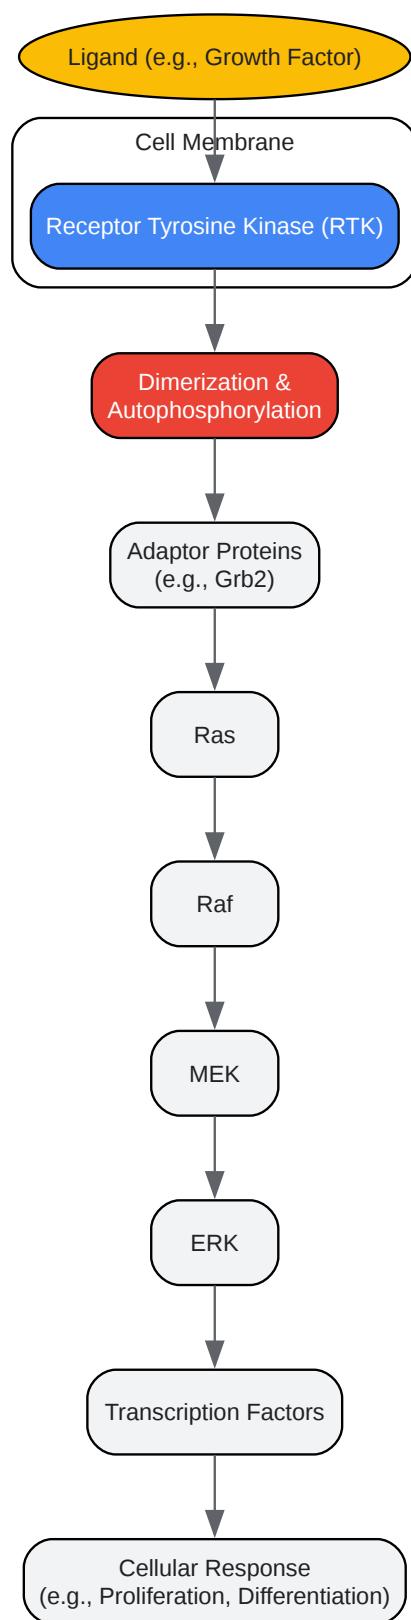 Ligand (e.g., Growth Factor)
Cell Membrane
Receptor Tyrosine Kinase (RTK)
Dimerization &
Autophosphorylation
Adaptor Proteins
(e.g., Grb2)
Ras
Raf
MEK
ERK
Transcription Factors
Cellular Response
(e.g., Proliferation, Differentiation)